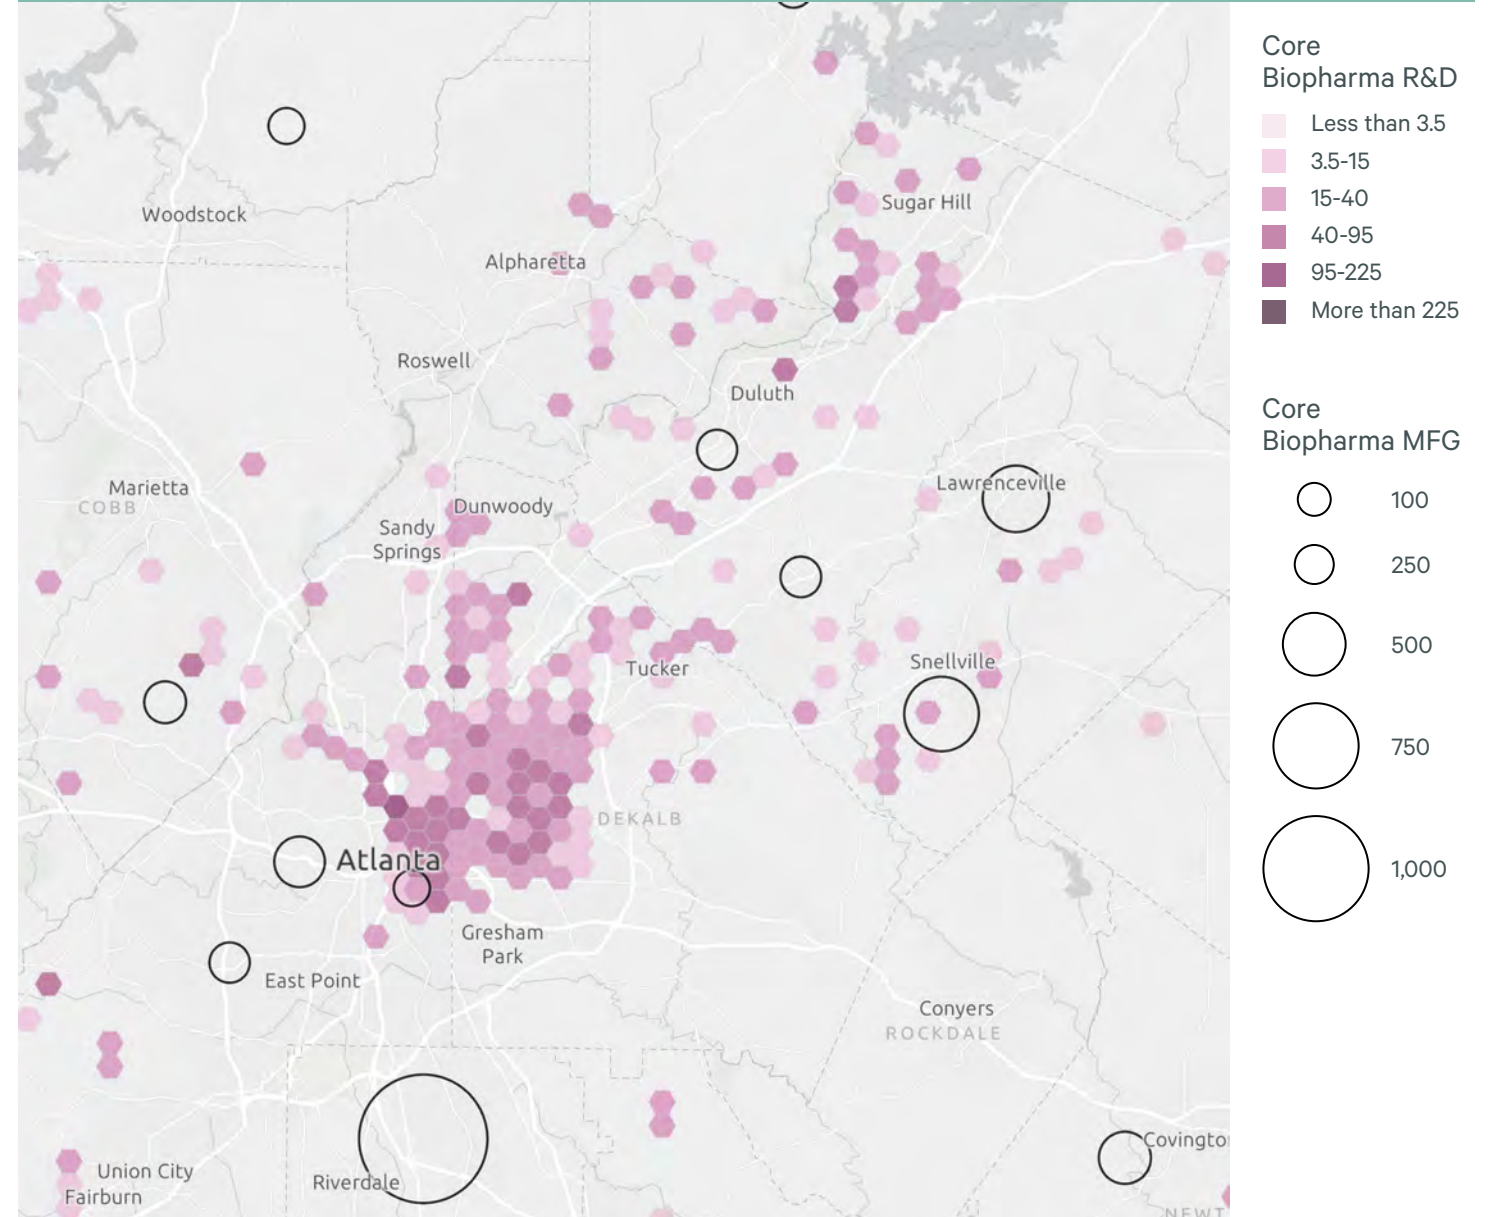 Woodstock
Sugar Hill
Alpharetta
Roswell
Duluth
Marietta
COBB
Lawrenceville
Dunwoody
Sandy
Springs
Tucker
Snellville
DEKALB
Atlanta
Gresham
Park
East Point
Conyers
ROCKDALE
Covingto
Union City
Riverdale
Fairburn
NEWT
Core
Biopharma R&D
Less than 3.5
3.5-15
15-40
40-95
95-225
More than 225
Core
Biopharma MFG
100
250
500
750
1,000